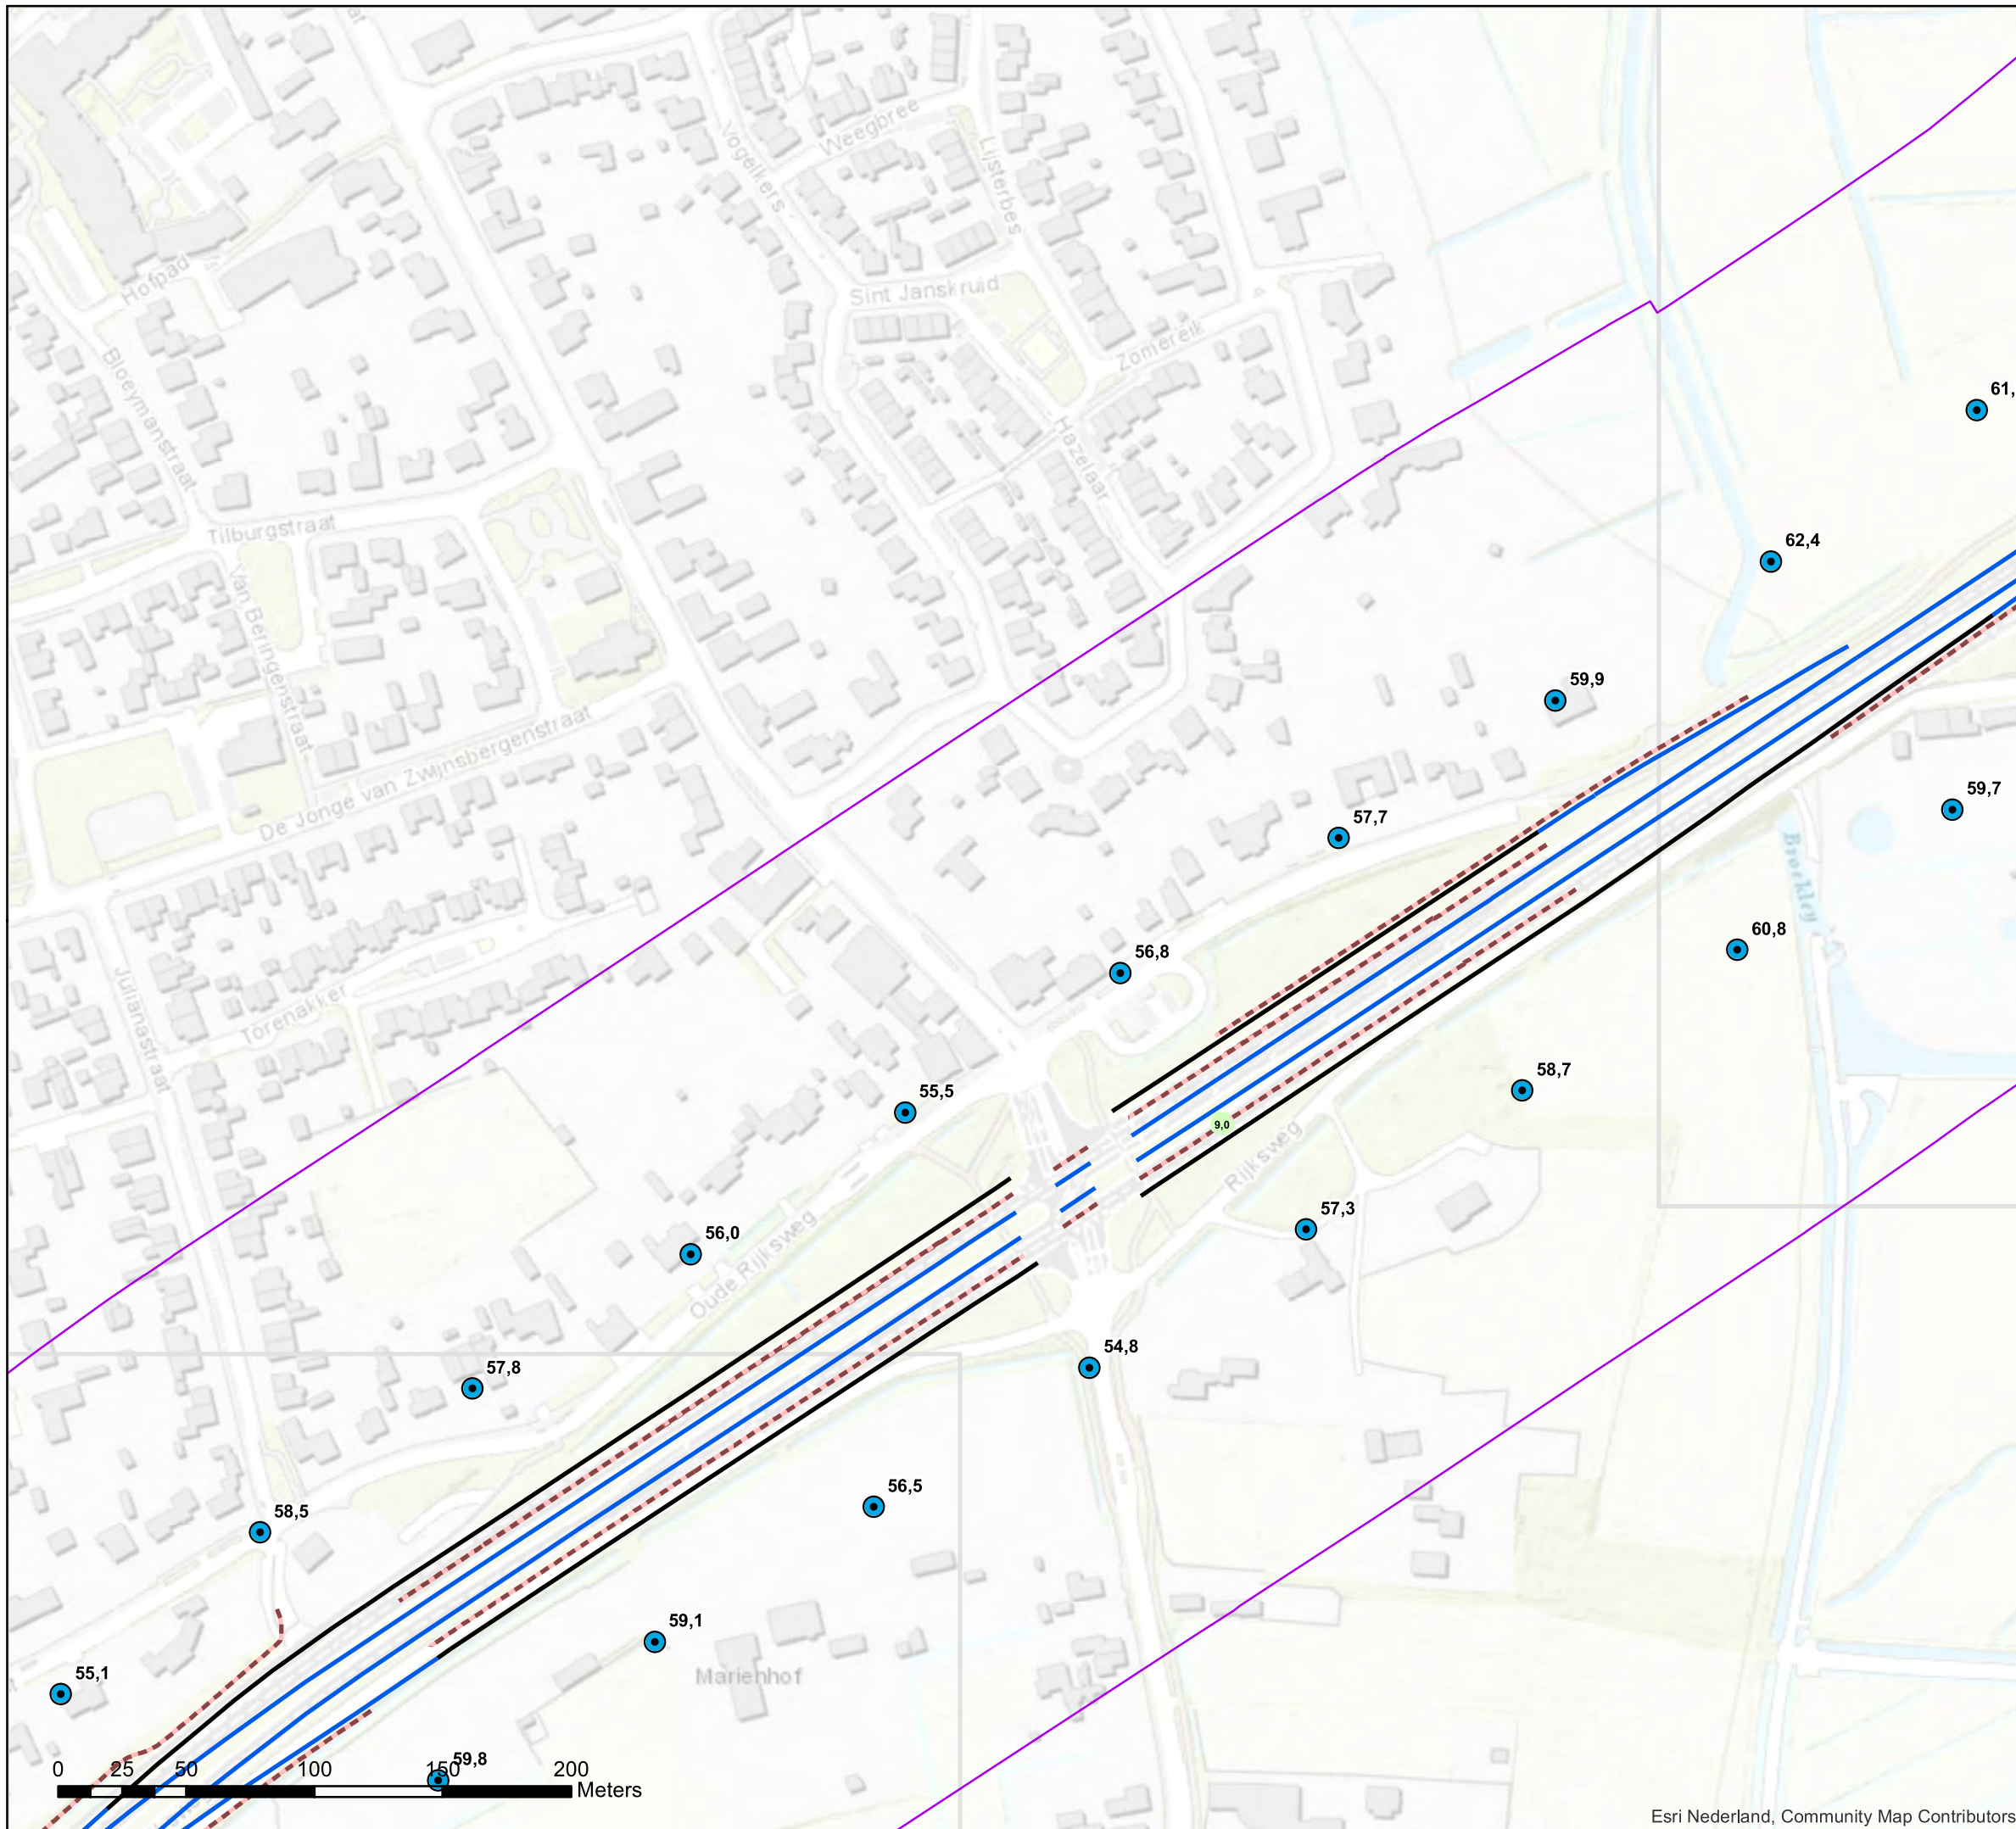 Weegbree
Vogelkers
Lijsterbes
Hofpad
Sint Janskruid
Zomereik
Bloeymanstraat
Hazelaar
61,
Tilburgstraat
62,4
Van Beringenstraat
59,9
De Jonge van Zwijnsbergenstraat
57,7
59,7
Broekley
60,8
56,8
Julianastraat
Torenakker
58,7
55,5
9,0
Rijksweg
57,3
56,0
Oude Rijksweg
54,8
57,8
56,5
58,5
59,1
Marienhof
55,1
59,8
0 25 50 100 150 200
Meters
Esri Nederland, Community Map Contributors